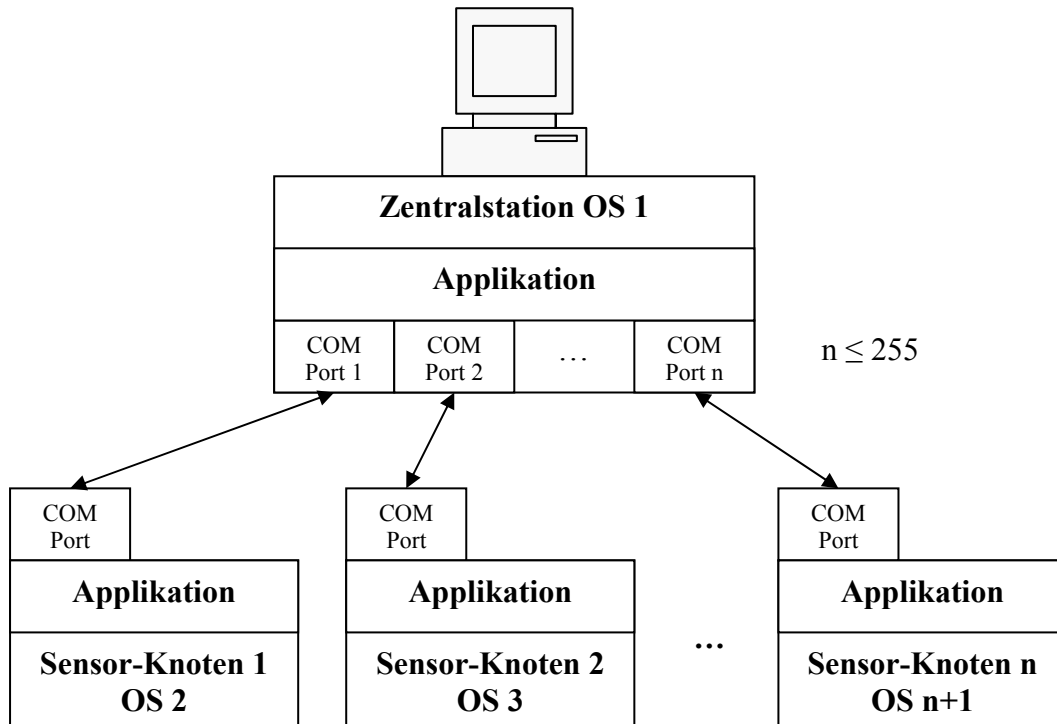 Zentralstation OS 1
Applikation
COM
Port 1
COM
Port 2
…
COM
Port n
n ≤ 255
COM
Port
COM
Port
COM
Port
Applikation
Applikation
Applikation
Sensor-Knoten 1
OS 2
Sensor-Knoten 2
OS 3
...
Sensor-Knoten n
OS n+1